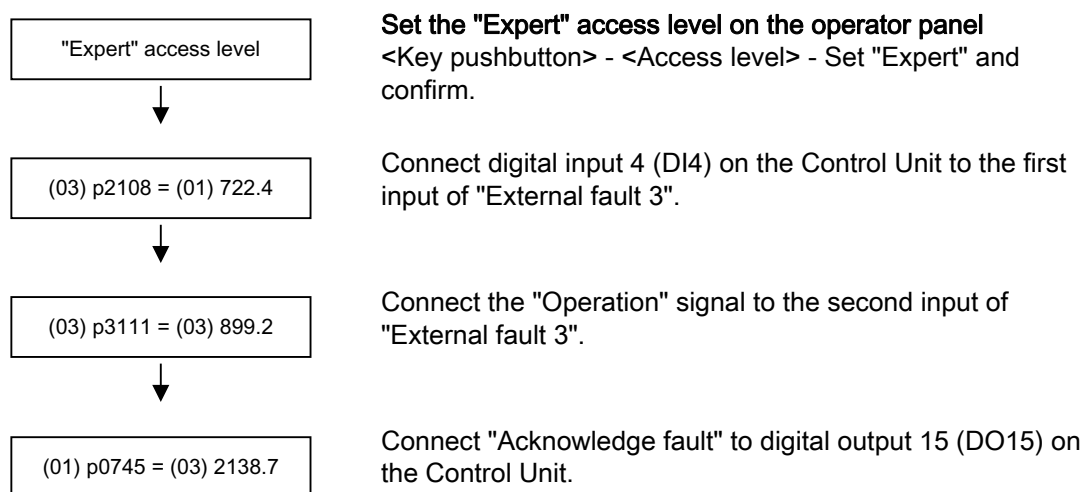 "Expert" access level
Set the "Expert" access level on the operator panel
<Key pushbutton> - <Access level> - Set "Expert" and
confirm.
(03) p2108 = (01) 722.4
Connect digital input 4 (DI4) on the Control Unit to the first
input of "External fault 3".
(03) p3111 = (03) 899.2
Connect the "Operation" signal to the second input of
"External fault 3".
(01) p0745 = (03) 2138.7
Connect "Acknowledge fault" to digital output 15 (DO15) on
the Control Unit.